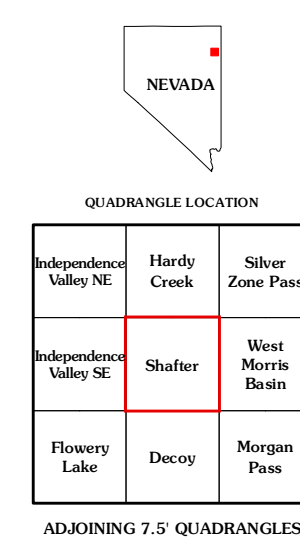 NEVADA
QUADRANGLE LOCATION
Independence
Valley NE
Hardy
Creek
Silver
Zone Pass
Independence
Valley SE
Shafter
West
Morris
Basin
Flowery
Lake
Decoy
Morgan
Pass
ADJOINING 7.5' QUADRANGLES